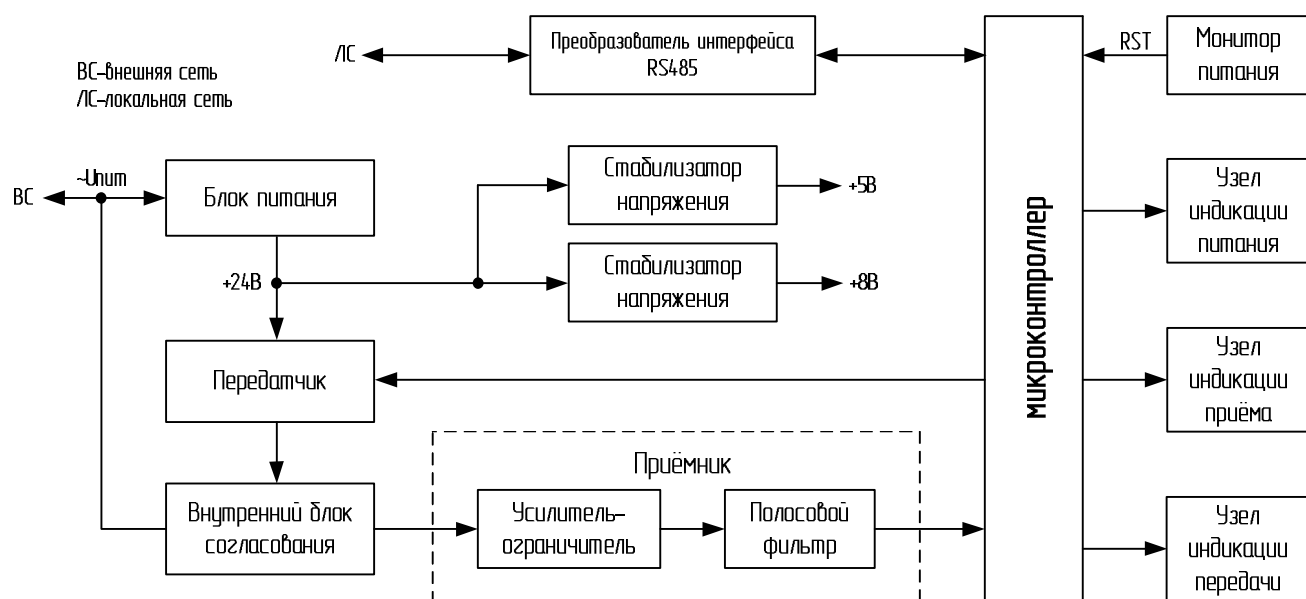 Преобразователь интерфейса
RS485
ЛС
RST
Монитор
питания
ВС-внешняя сеть
ЛС-локальная сеть
ВС
~Uпит
Блок питания
Стабилизатор
напряжения
+5В
+24В
Стабилизатор
напряжения
+8В
микроконтроллер
Узел
индикации
питания
Передатчик
Узел
индикации
приёма
Приёмник
Внутренний блок
согласования
Усилитель-
ограничитель
Полосовой
фильтр
Узел
индикации
передачи